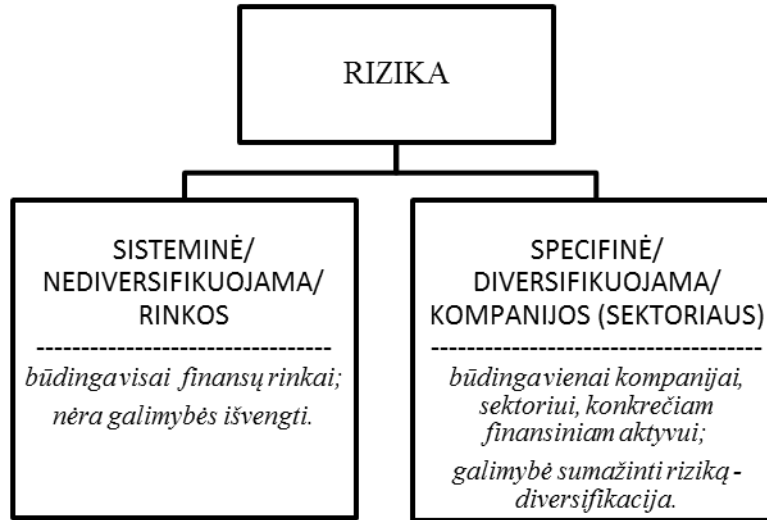 RIZIKA
SISTEMINĖ/
NEDIVERSIFIKUOJAMA/
RINKOS
---------------------------------
būdinga visai finansų rinkai;
nėra galimybės išvengti.
SPECIFINĖ/
DIVERSIFIKUOJAMA/
KOMPANIJOS (SEKTORIAUS)
-------------------------------------
būdinga vienai kompanijai,
sektoriui, konkrečiam
finansiniam aktyvui;
galimybė sumažinti riziką -
diversifikacija.